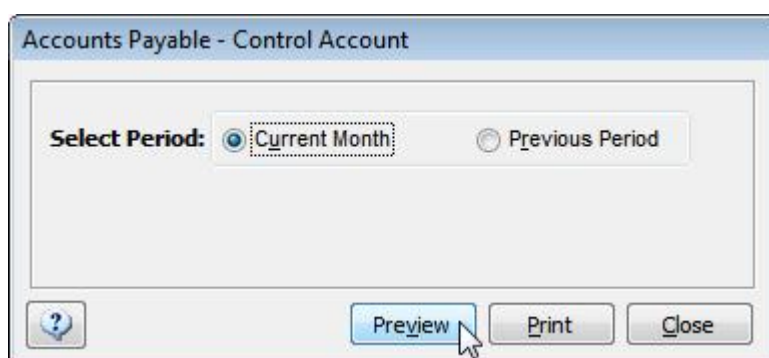 Accounts Payable - Control Account
Select Period: Current Month Previous Period
? Preview Print Close